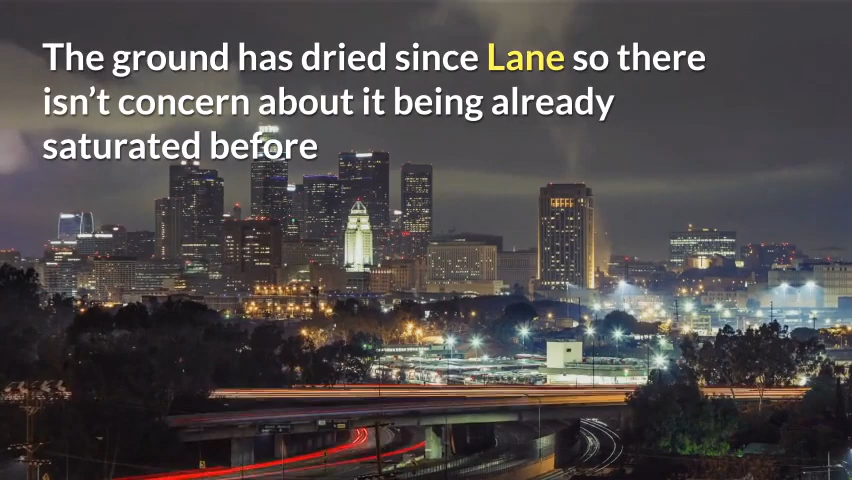 The ground has dried since Lane so there
isn't concern about it being already
saturated before